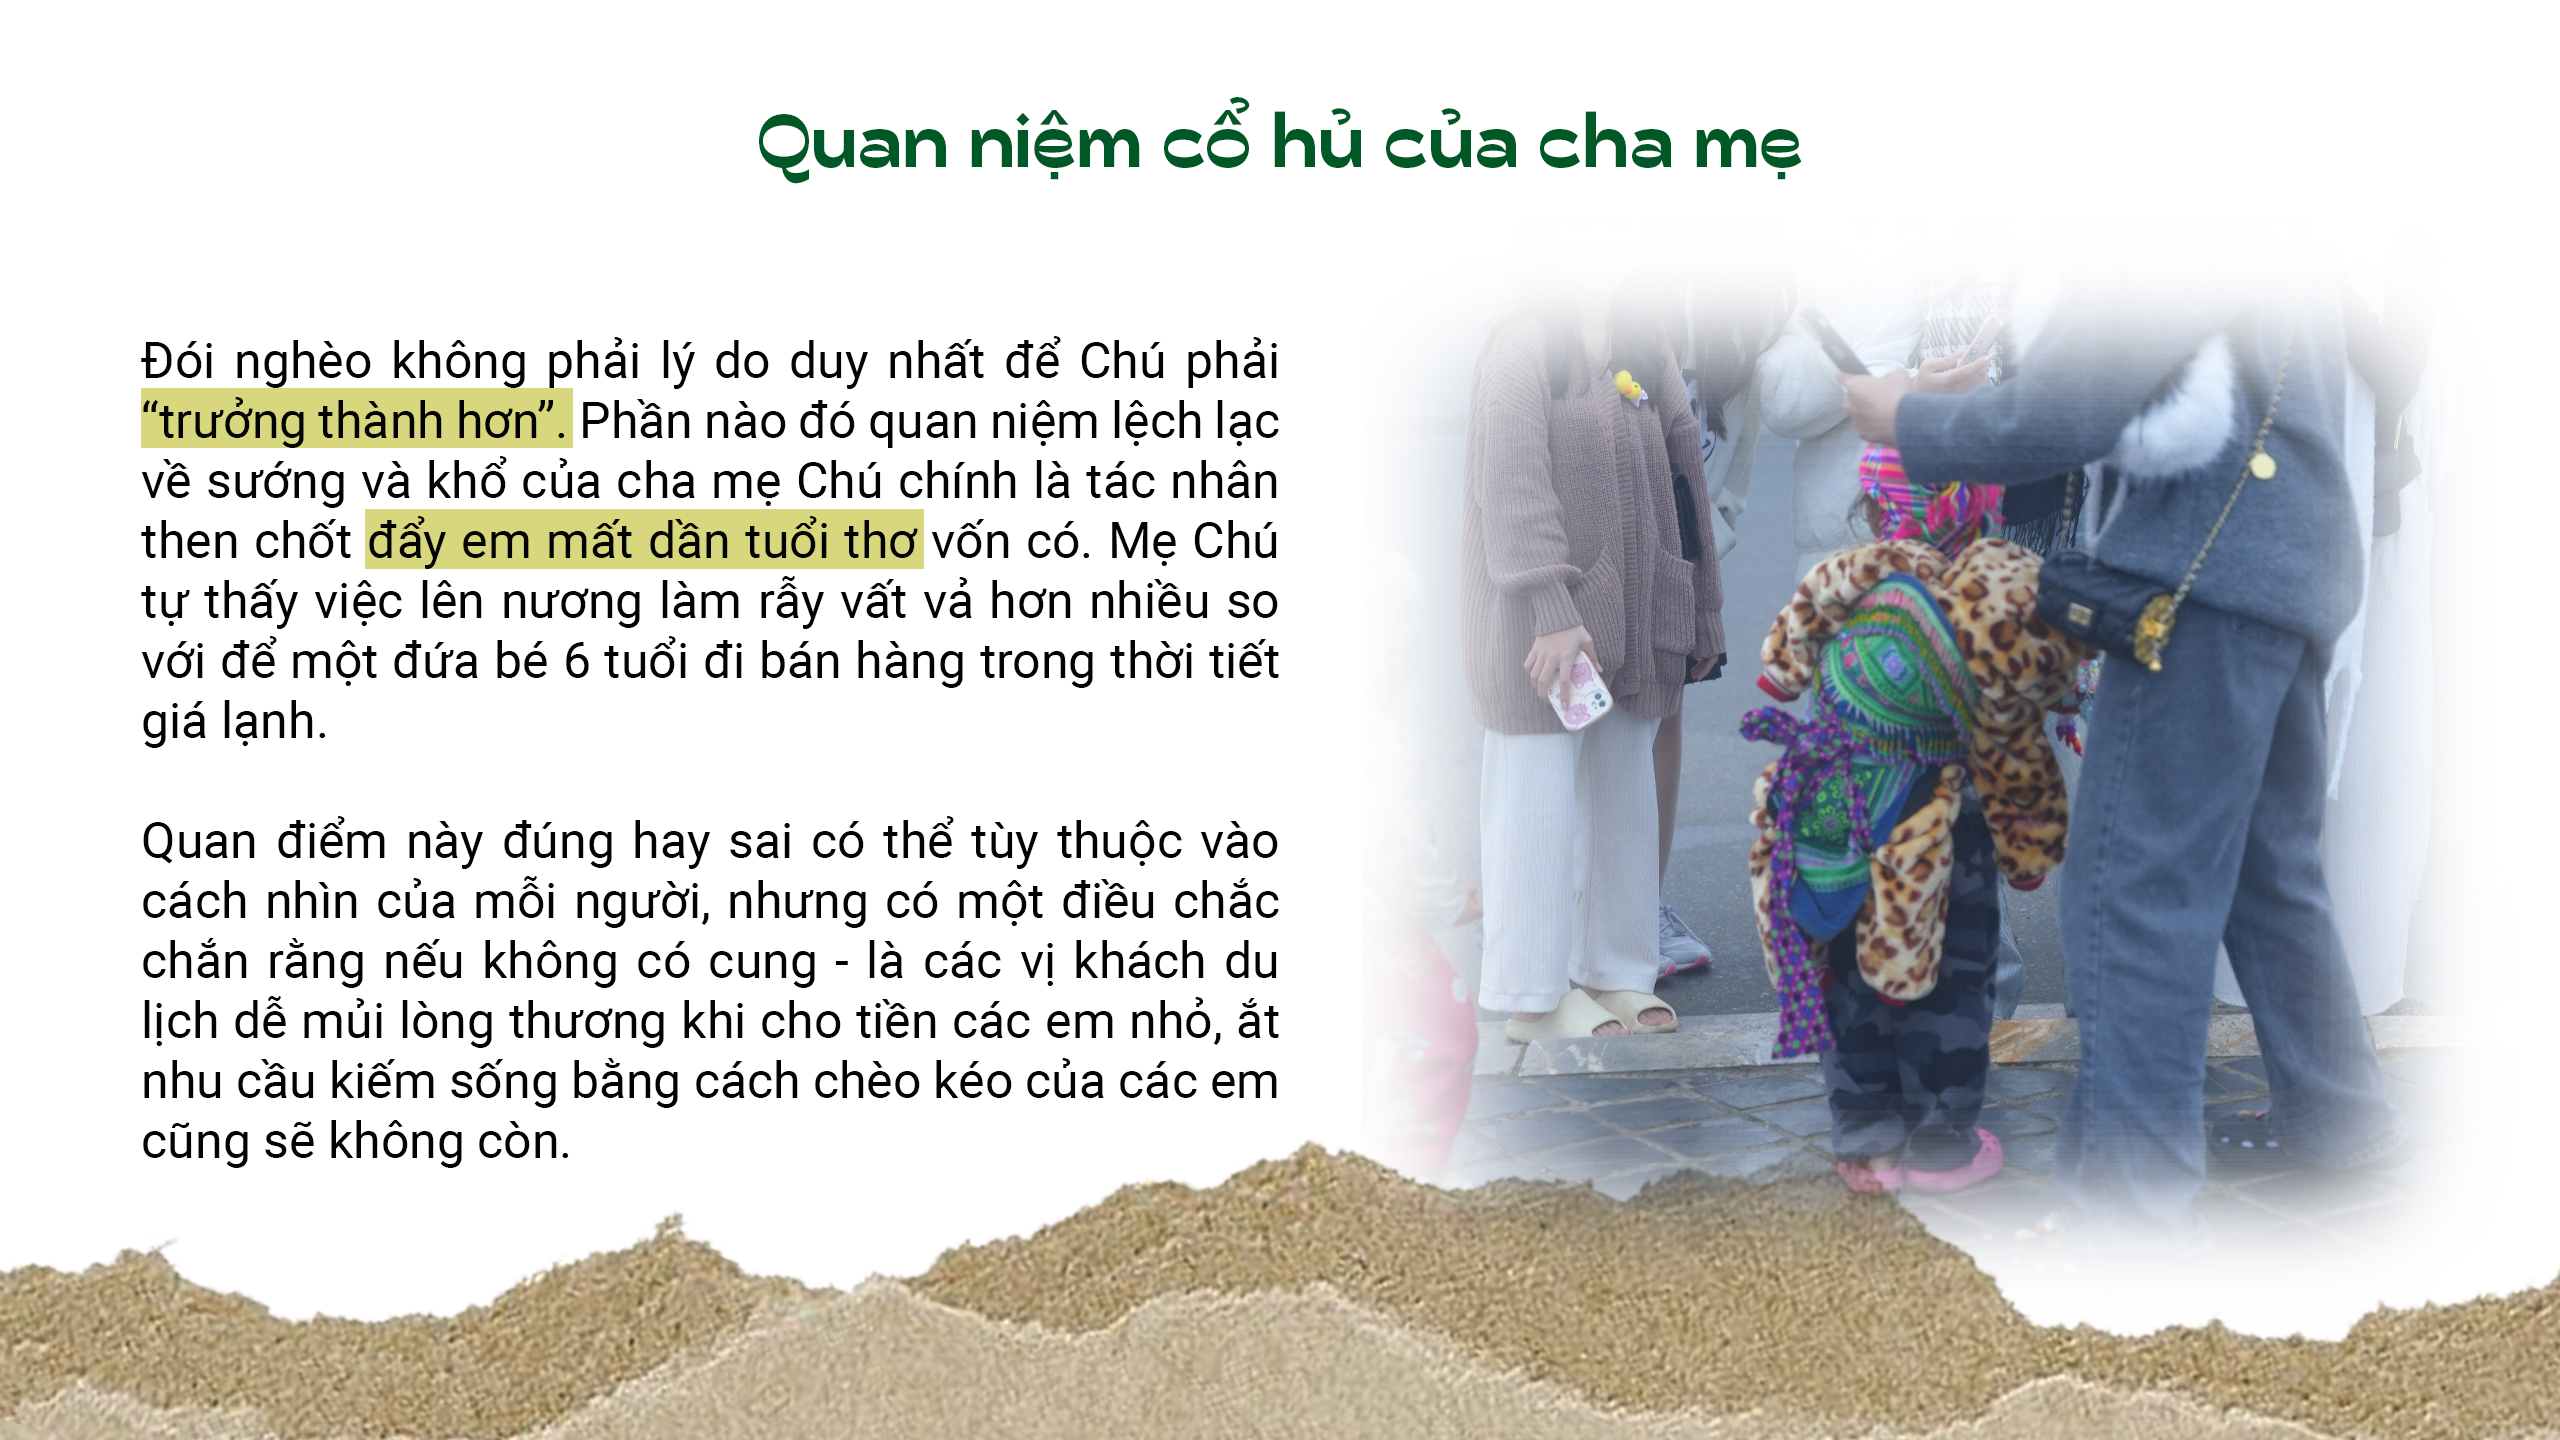 Quan niệm cổ hủ của cha mẹ
Đói nghèo không phải lý do duy nhất để Chú phải
“trưởng thành hơn”. Phần nào đó quan niệm lệch lạc
về sướng và khổ của cha mẹ Chú chính là tác nhân
then chốt đẩy em mất dần tuổi thơ vốn có. Mẹ Chú
tự thấy việc lên nương làm rẫy vất vả hơn nhiều so
với để một đứa bé 6 tuổi đi bán hàng trong thời tiết
giá lạnh.
Quan điểm này đúng hay sai có thể tùy thuộc vào
cách nhìn của mỗi người, nhưng có một điều chắc
chắn rằng nếu không có cung - là các vị khách du
lịch dễ mủi lòng thương khi cho tiền các em nhỏ, ắt
nhu cầu kiếm sống bằng cách chèo kéo của các em
cũng sẽ không còn.